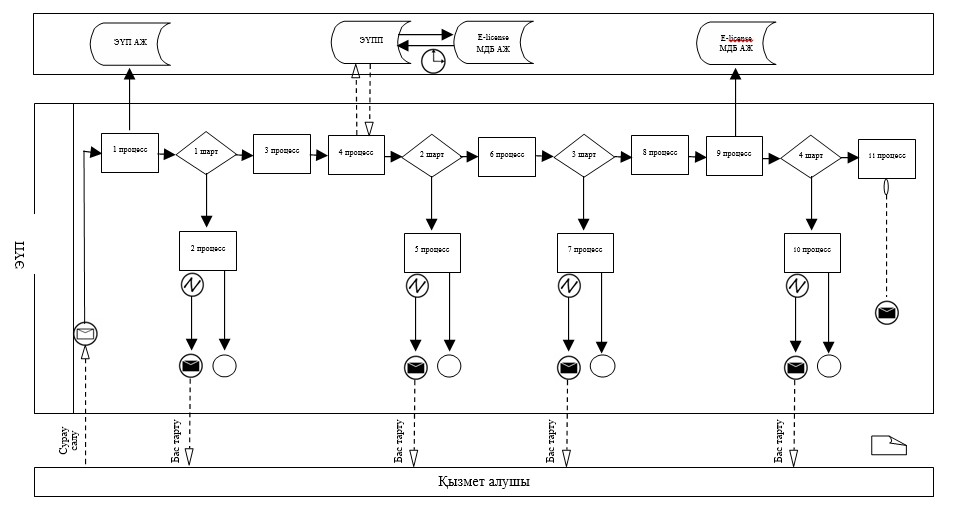 ЭҮП АЖ
ЭҮПП
E-license
МДБ АЖ
E-license
МДБ АЖ
ЭҮП
1 процесс
1 шарт
3 процесс
4 процесс
2 шарт
6 процесс
3 шарт
8 процесс
9 процесс
4 шарт
11 процесс
2 процесс
5 процесс
7 процесс
10 процесс
Сұрау
салу
Бас тарту
Бас тарту
Бас тарту
Бас тарту
Қызмет алушы